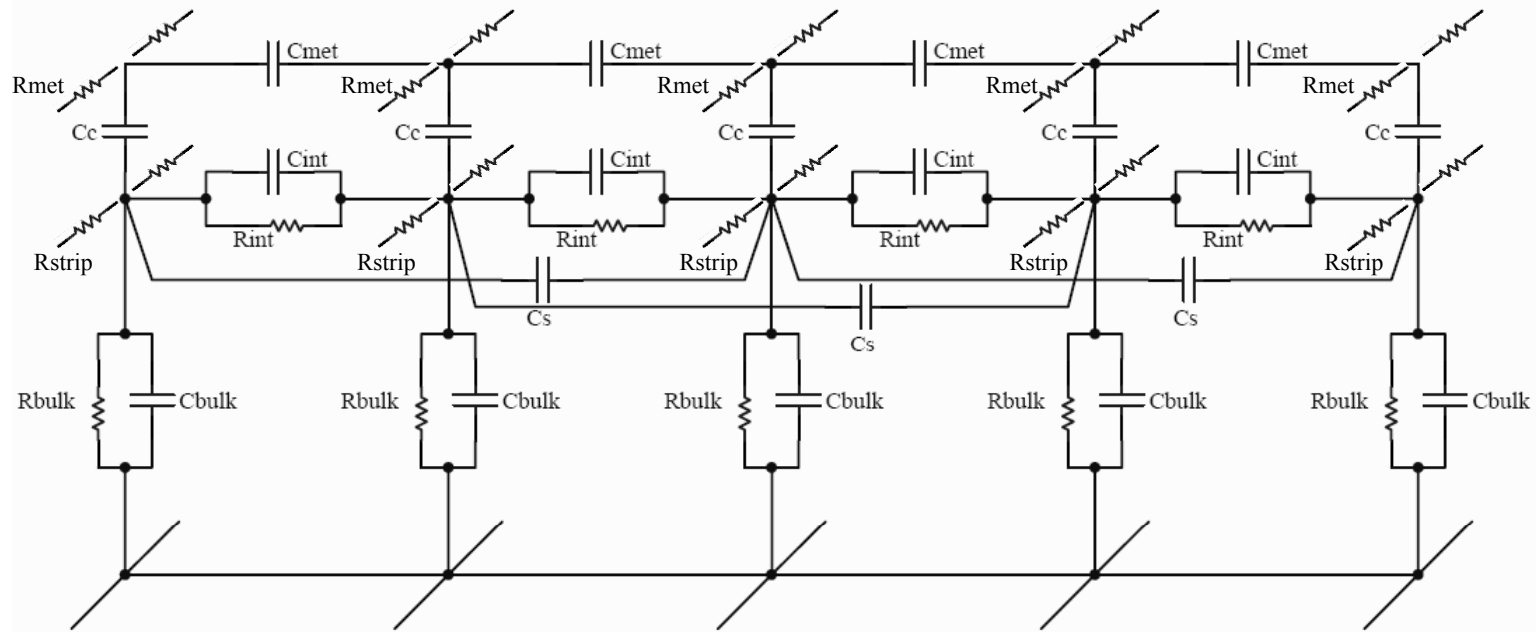 Cmet Cmet Cmet Cmet
Rmet Rmet Rmet Rmet Rmet
Cc Cc Cc Cc Cc
Cint Cint Cint Cint
Rint Rint Rint Rint
Rstrip Rstrip Rstrip Rstrip Rstrip
Cs Cs
Cs
Rbulk Cbulk Rbulk Cbulk Rbulk Cbulk Rbulk Cbulk Rbulk Cbulk